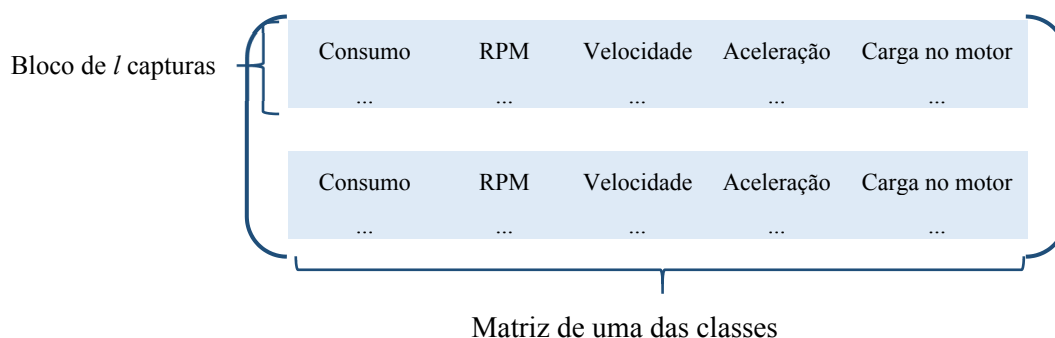 Consumo RPM Velocidade Aceleração Carga no motor
Bloco de l capturas
... ... ... ... ...
Consumo RPM Velocidade Aceleração Carga no motor
... ... ... ... ...
Matriz de uma das classes